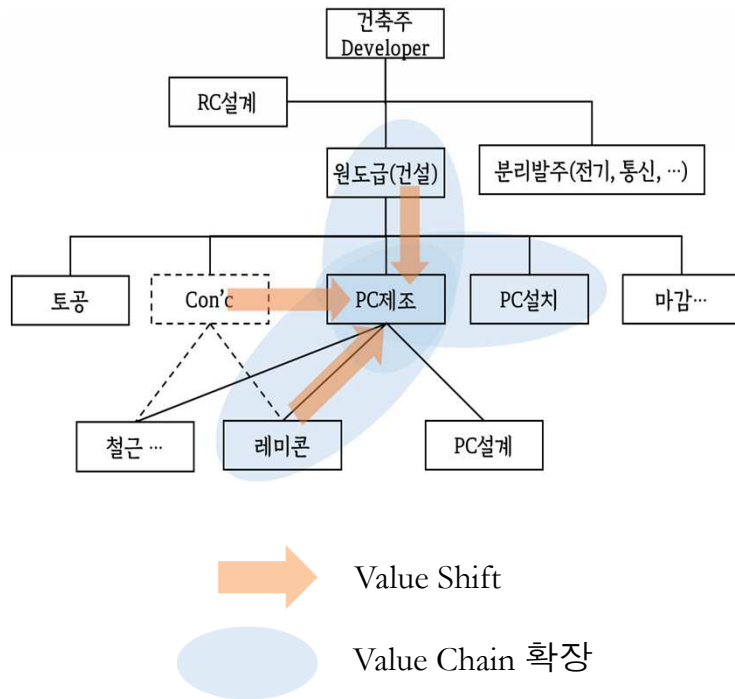 건축주
Developer
RC설계
원도급(건설)
분리발주(전기, 통신, …)
토공
Con'c
PC제조
PC설치
마감…
철근 …
레미콘
PC설계
Value Shift
Value Chain 확장